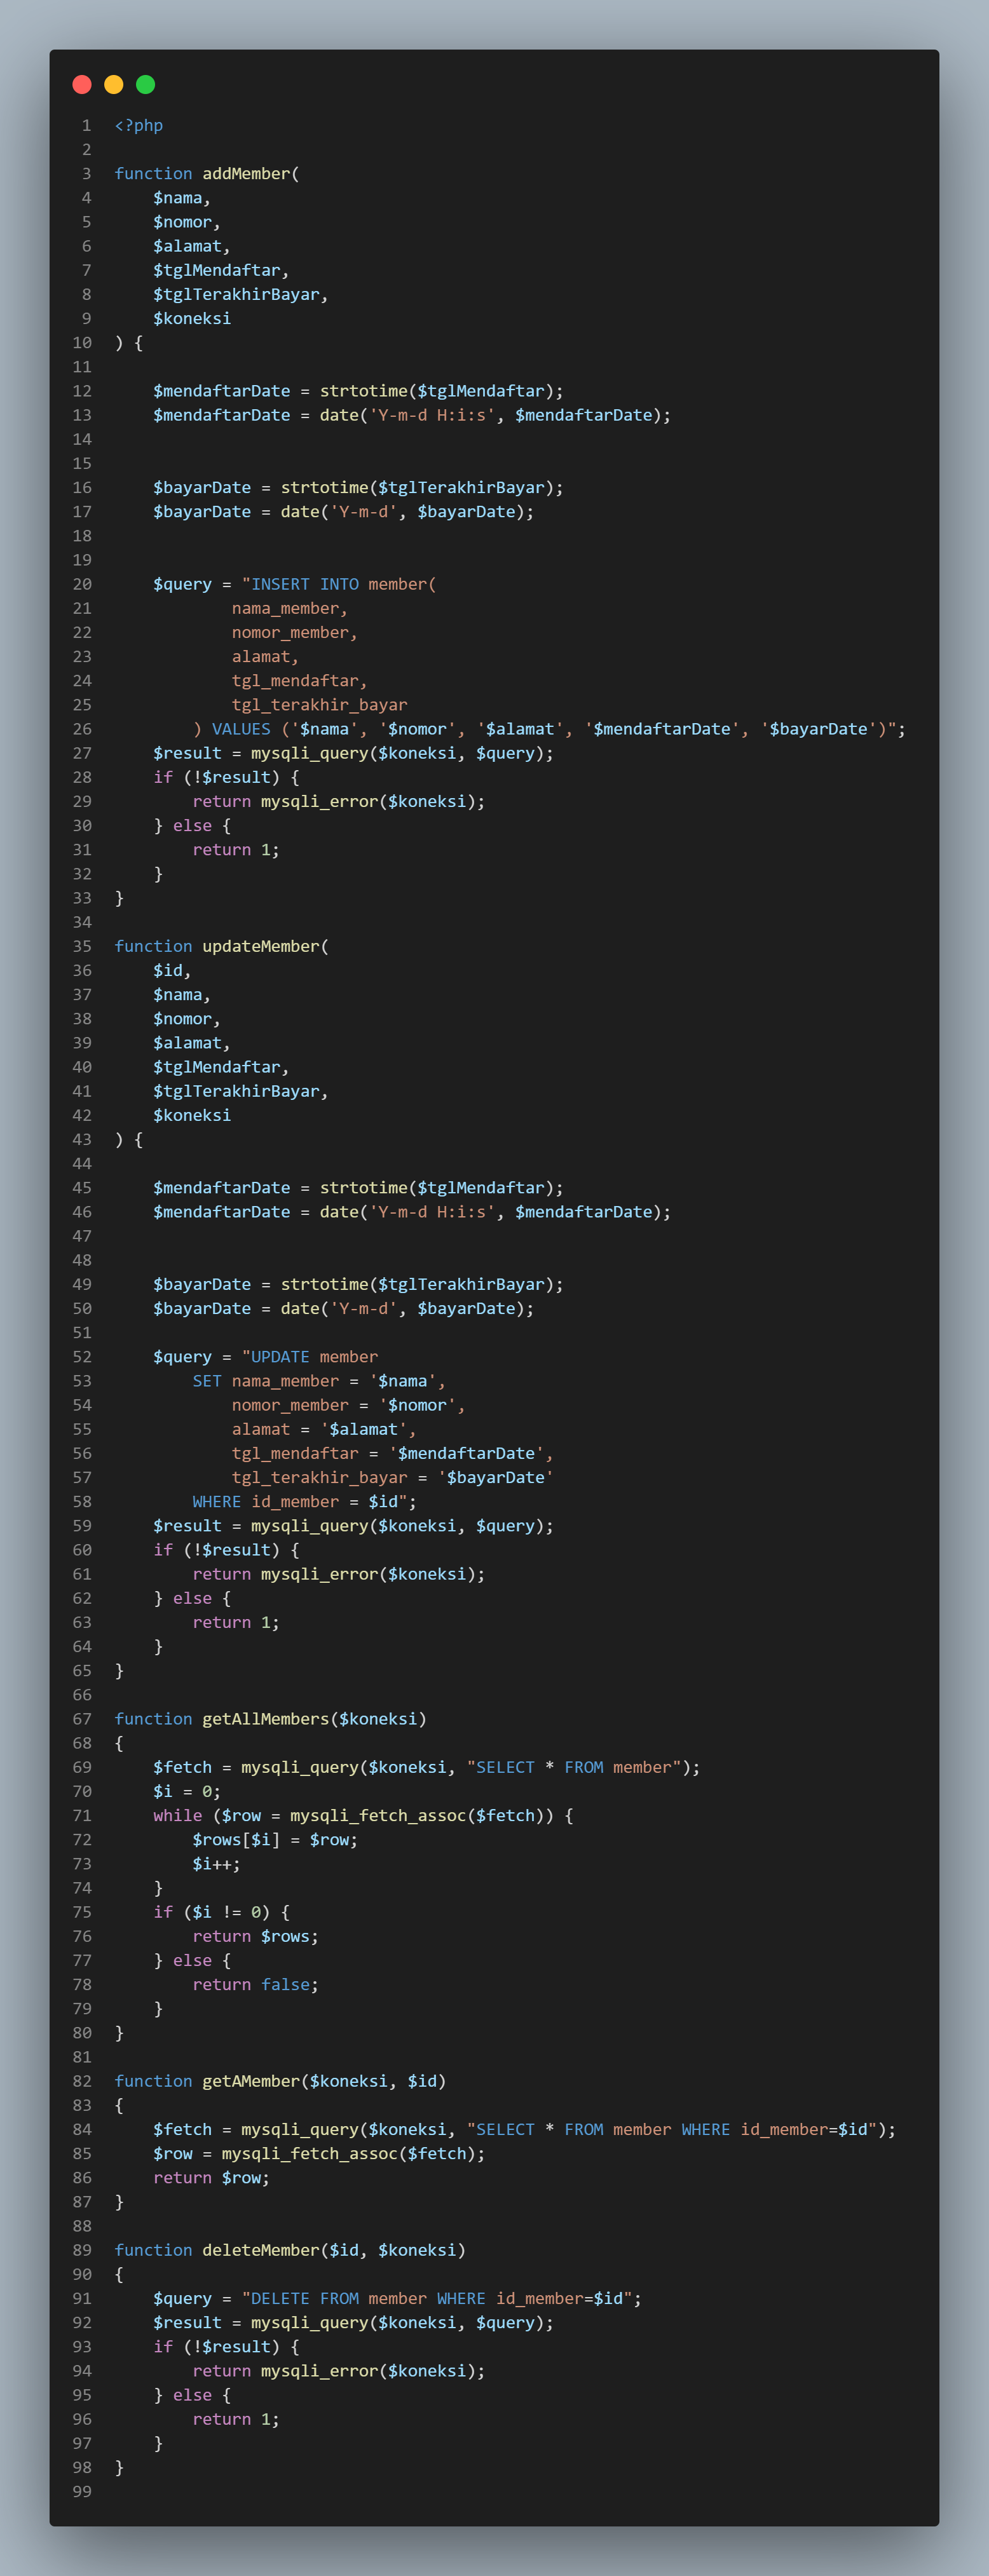 1 <?php
2
3 function addMember(
4     $nama,
5     $nomor,
6     $alamat,
7     $tglMendaftar,
8     $tglTerakhirBayar,
9     $koneksi
10 ) {
11
12     $mendaftarDate = strtotime($tglMendaftar);
13     $mendaftarDate = date('Y-m-d H:i:s', $mendaftarDate);
14
15
16     $bayarDate = strtotime($tglTerakhirBayar);
17     $bayarDate = date('Y-m-d', $bayarDate);
18
19
20     $query = "INSERT INTO member(
21             nama_member,
22             nomor_member,
23             alamat,
24             tgl_mendaftar,
25             tgl_terakhir_bayar
26         ) VALUES ('$nama', '$nomor', '$alamat', '$mendaftarDate', '$bayarDate')";
27     $result = mysqli_query($koneksi, $query);
28     if (!$result) {
29         return mysqli_error($koneksi);
30     } else {
31         return 1;
32     }
33 }
34
35 function updateMember(
36     $id,
37     $nama,
38     $nomor,
39     $alamat,
40     $tglMendaftar,
41     $tglTerakhirBayar,
42     $koneksi
43 ) {
44
45     $mendaftarDate = strtotime($tglMendaftar);
46     $mendaftarDate = date('Y-m-d H:i:s', $mendaftarDate);
47
48
49     $bayarDate = strtotime($tglTerakhirBayar);
50     $bayarDate = date('Y-m-d', $bayarDate);
51
52     $query = "UPDATE member
53         SET nama_member = '$nama',
54             nomor_member = '$nomor',
55             alamat = '$alamat',
56             tgl_mendaftar = '$mendaftarDate',
57             tgl_terakhir_bayar = '$bayarDate'
58         WHERE id_member = $id";
59     $result = mysqli_query($koneksi, $query);
60     if (!$result) {
61         return mysqli_error($koneksi);
62     } else {
63         return 1;
64     }
65 }
66
67 function getAllMembers($koneksi)
68 {
69     $fetch = mysqli_query($koneksi, "SELECT * FROM member");
70     $i = 0;
71     while ($row = mysqli_fetch_assoc($fetch)) {
72         $rows[$i] = $row;
73         $i++;
74     }
75     if ($i != 0) {
76         return $rows;
77     } else {
78         return false;
79     }
80 }
81
82 function getAMember($koneksi, $id)
83 {
84     $fetch = mysqli_query($koneksi, "SELECT * FROM member WHERE id_member=$id");
85     $row = mysqli_fetch_assoc($fetch);
86     return $row;
87 }
88
89 function deleteMember($id, $koneksi)
90 {
91     $query = "DELETE FROM member WHERE id_member=$id";
92     $result = mysqli_query($koneksi, $query);
93     if (!$result) {
94         return mysqli_error($koneksi);
95     } else {
96         return 1;
97     }
98 }
99